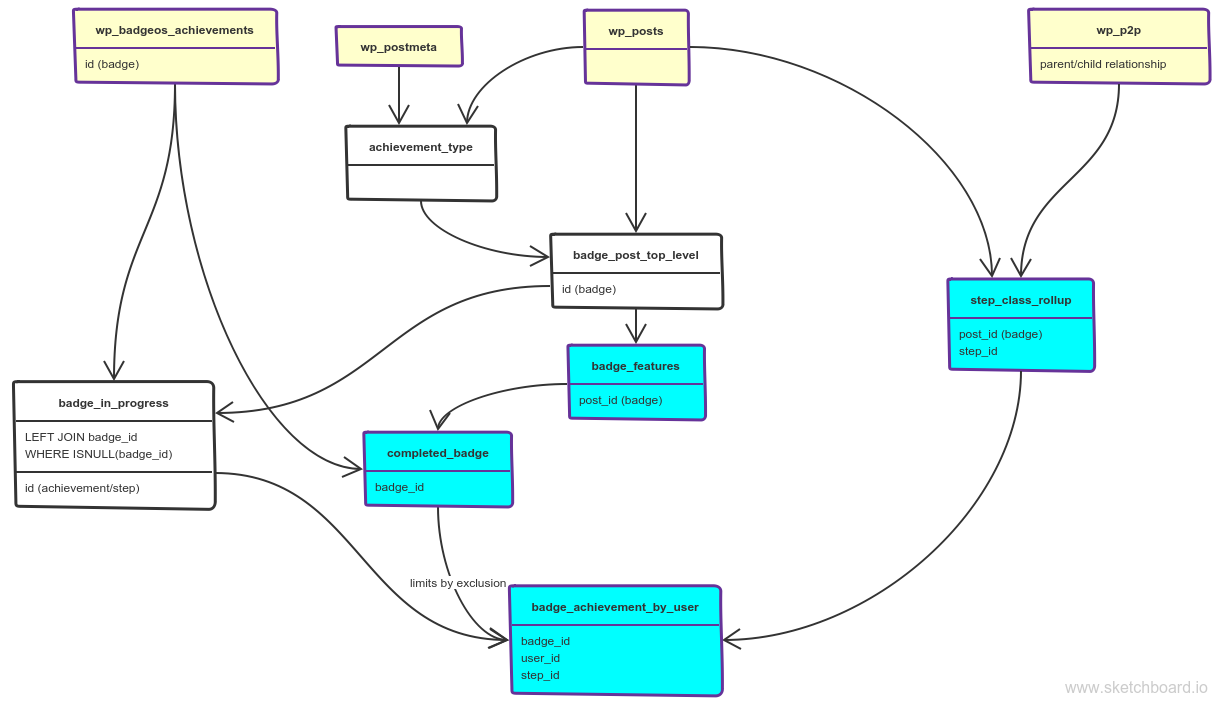 wp_badgeos_achievements
id (badge)
wp_postmeta
wp_posts
wp_p2p
parent/child relationship
achievement_type
badge_post_top_level
id (badge)
step_class_rollup
post_id (badge)
step_id
badge_features
post_id (badge)
badge_in_progress
LEFT JOIN badge_id
WHERE ISNULL(badge_id)
id (achievement/step)
completed_badge
badge_id
limits by exclusion
badge_achievement_by_user
badge_id
user_id
step_id
www.sketchboard.io